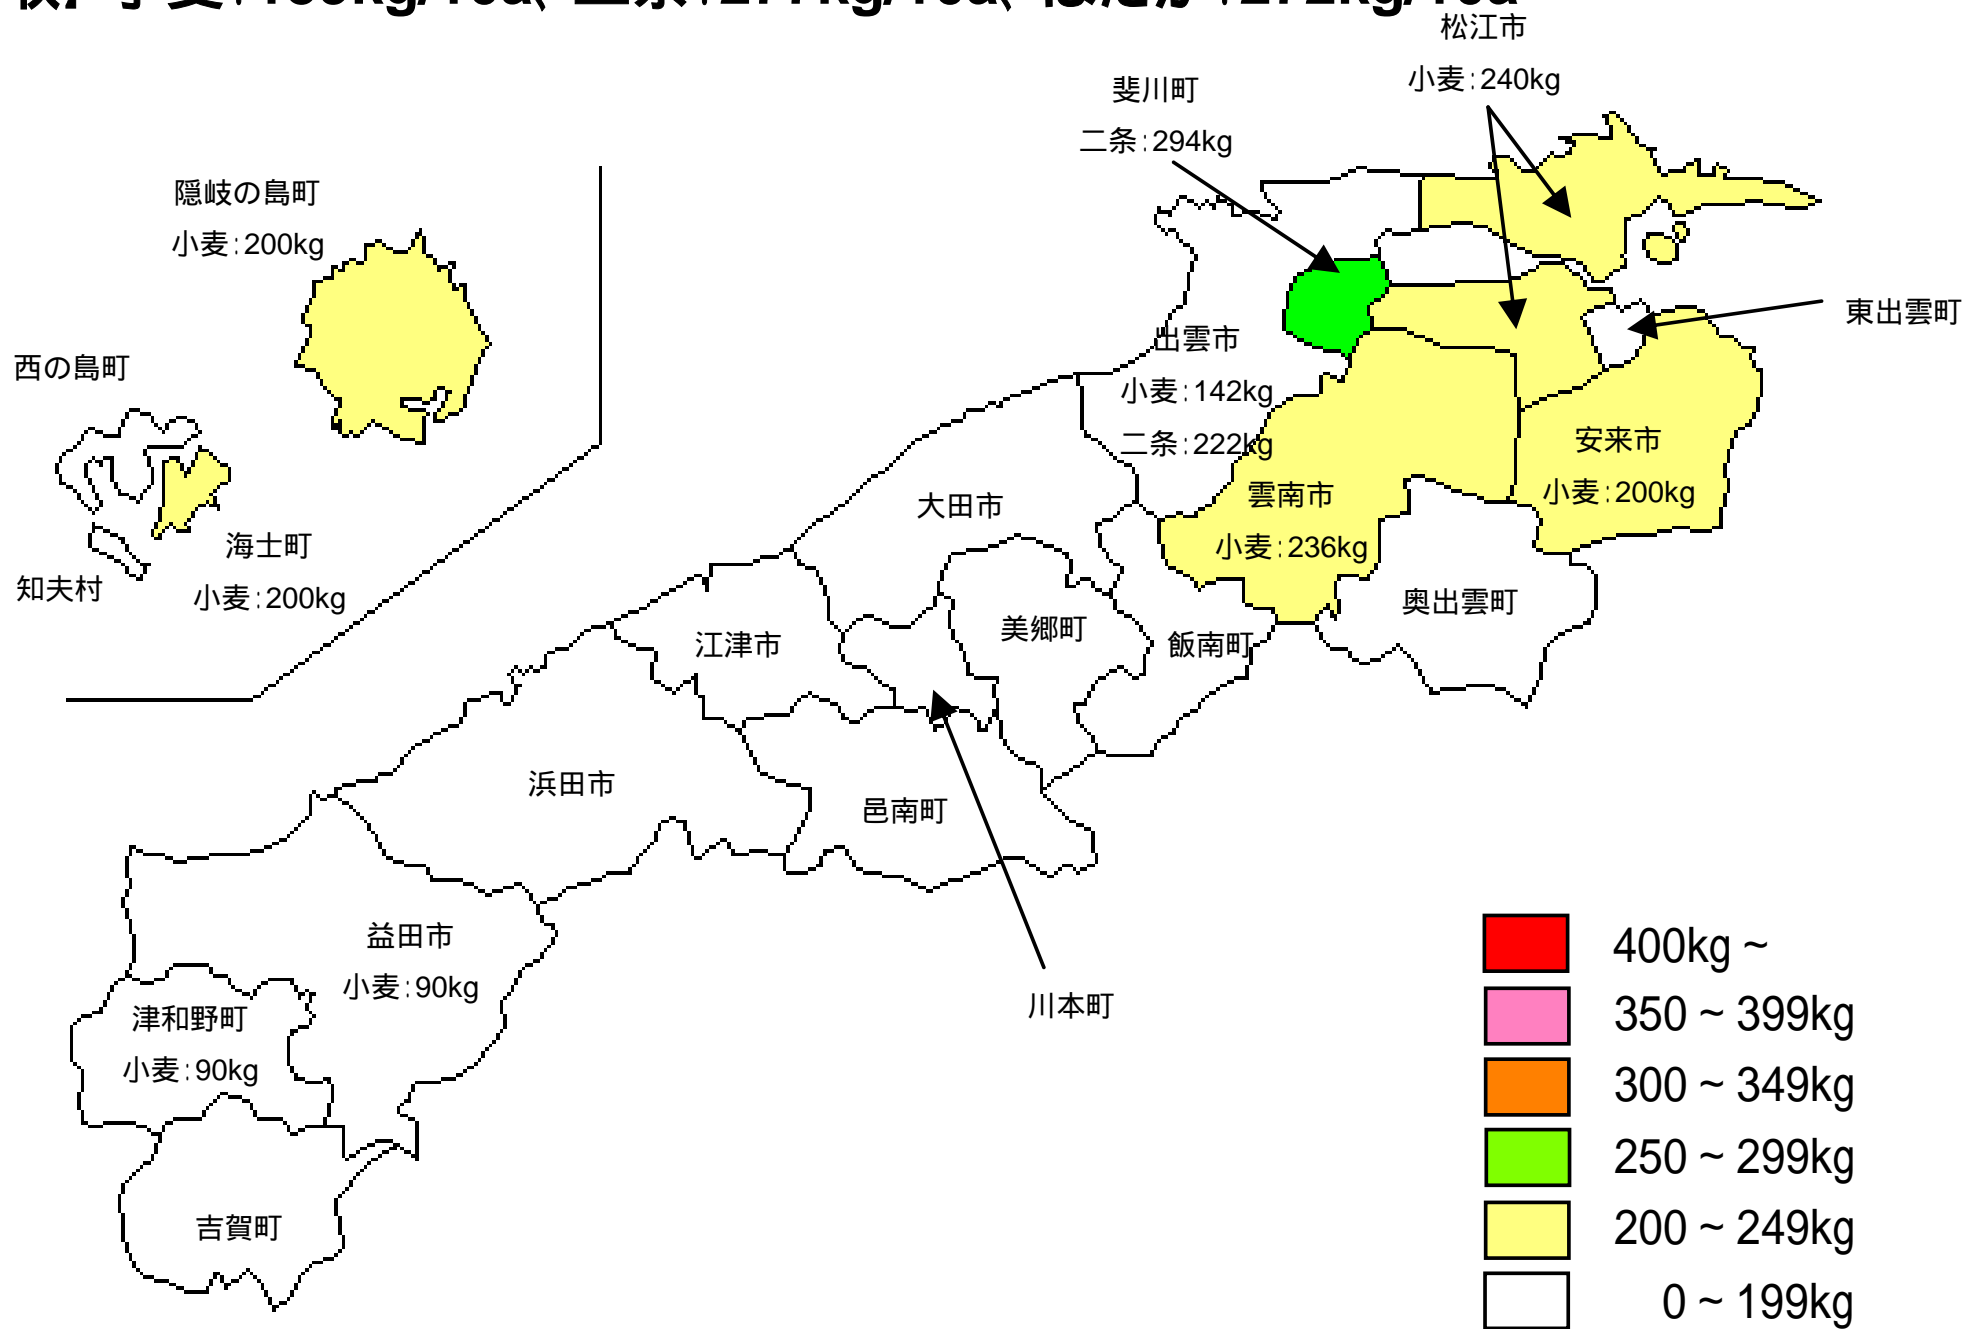 小麦:240kg
松江市
斐川町
二条:294kg
隠岐の島町
小麦:200kg
東出雲町
出雲市
小麦:142kg
二条:222kg
西の島町
安来市
小麦:200kg
雲南市
小麦:236kg
大田市
海士町
小麦:200kg
知夫村
奥出雲町
美郷町
飯南町
江津市
浜田市
邑南町
益田市
小麦:90kg
川本町
津和野町
小麦:90kg
吉賀町
400kg ~
350 ~ 399kg
300 ~ 349kg
250 ~ 299kg
200 ~ 249kg
0 ~ 199kg